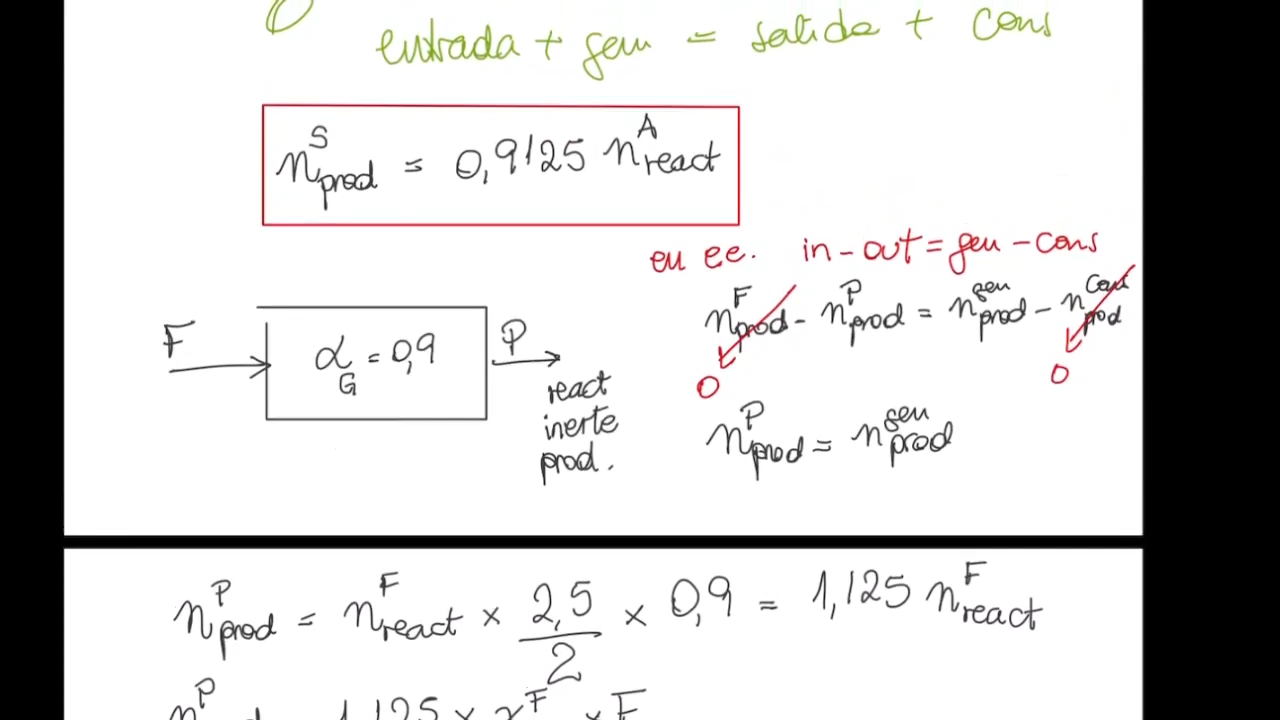 entrada + gen = salida + cons
n^S_prod = 0,9125 n^A_react
en ee. in - out = gen - cons
n^F_prod - n^P_prod = n^gen_prod - n^cons_prod
0 0
F α_G = 0,9 P
react
inerte
prod.
n^P_prod = n^gen_prod
n^P_prod = n^F_react × 2,5/2 × 0,9 = 1,125 n^F_react